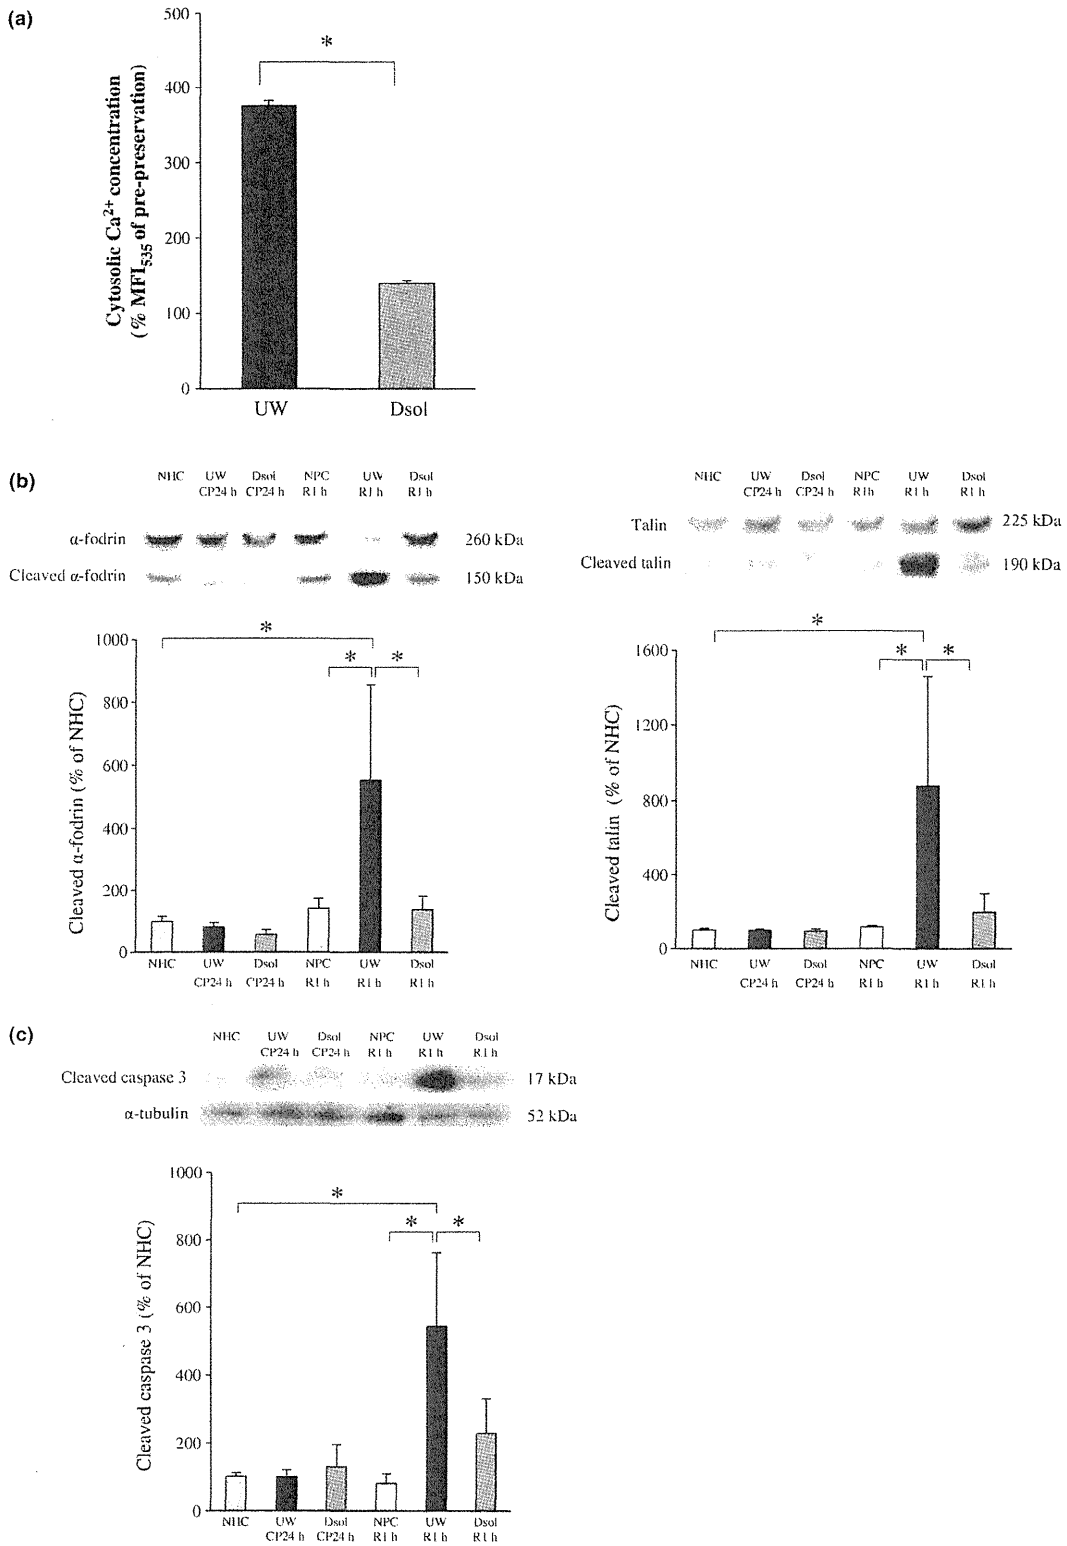 (a)
500
400
300
200
100
0
Cytosolic Ca²⁺ concentration
(% MFI₅₃₅ of pre-preservation)
*
UW
Dsol
(b)
NHC UW Dsol NPC UW Dsol
CP24 h CP24 h R1 h R1 h R1 h
α-fodrin 260 kDa
Cleaved α-fodrin 150 kDa
1000
800
600
400
200
0
Cleaved α-fodrin (% of NHC)
*
* *
NHC UW Dsol NPC UW Dsol
CP24 h CP24 h R1 h R1 h R1 h
NHC UW Dsol NPC UW Dsol
CP24 h CP24 h R1 h R1 h R1 h
Talin 225 kDa
Cleaved talin 190 kDa
1600
1200
800
400
0
Cleaved talin (% of NHC)
*
* *
NHC UW Dsol NPC UW Dsol
CP24 h CP24 h R1 h R1 h R1 h
(c)
NHC UW Dsol NPC UW Dsol
CP24 h CP24 h R1 h R1 h R1 h
Cleaved caspase 3 17 kDa
α-tubulin 52 kDa
1000
800
600
400
200
0
Cleaved caspase 3 (% of NHC)
*
* *
NHC UW Dsol NPC UW Dsol
CP24 h CP24 h R1 h R1 h R1 h